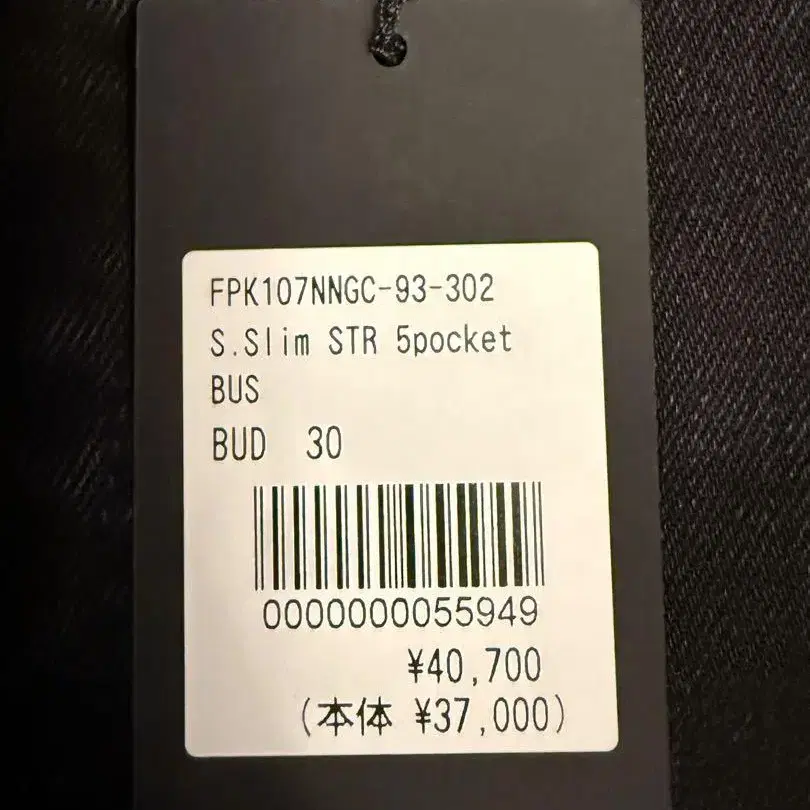 FPK107NNGC-93-302
S.Slim STR 5pocket
BUS
BUD 30
0000000055949
¥40,700
(本体 ¥37,000)